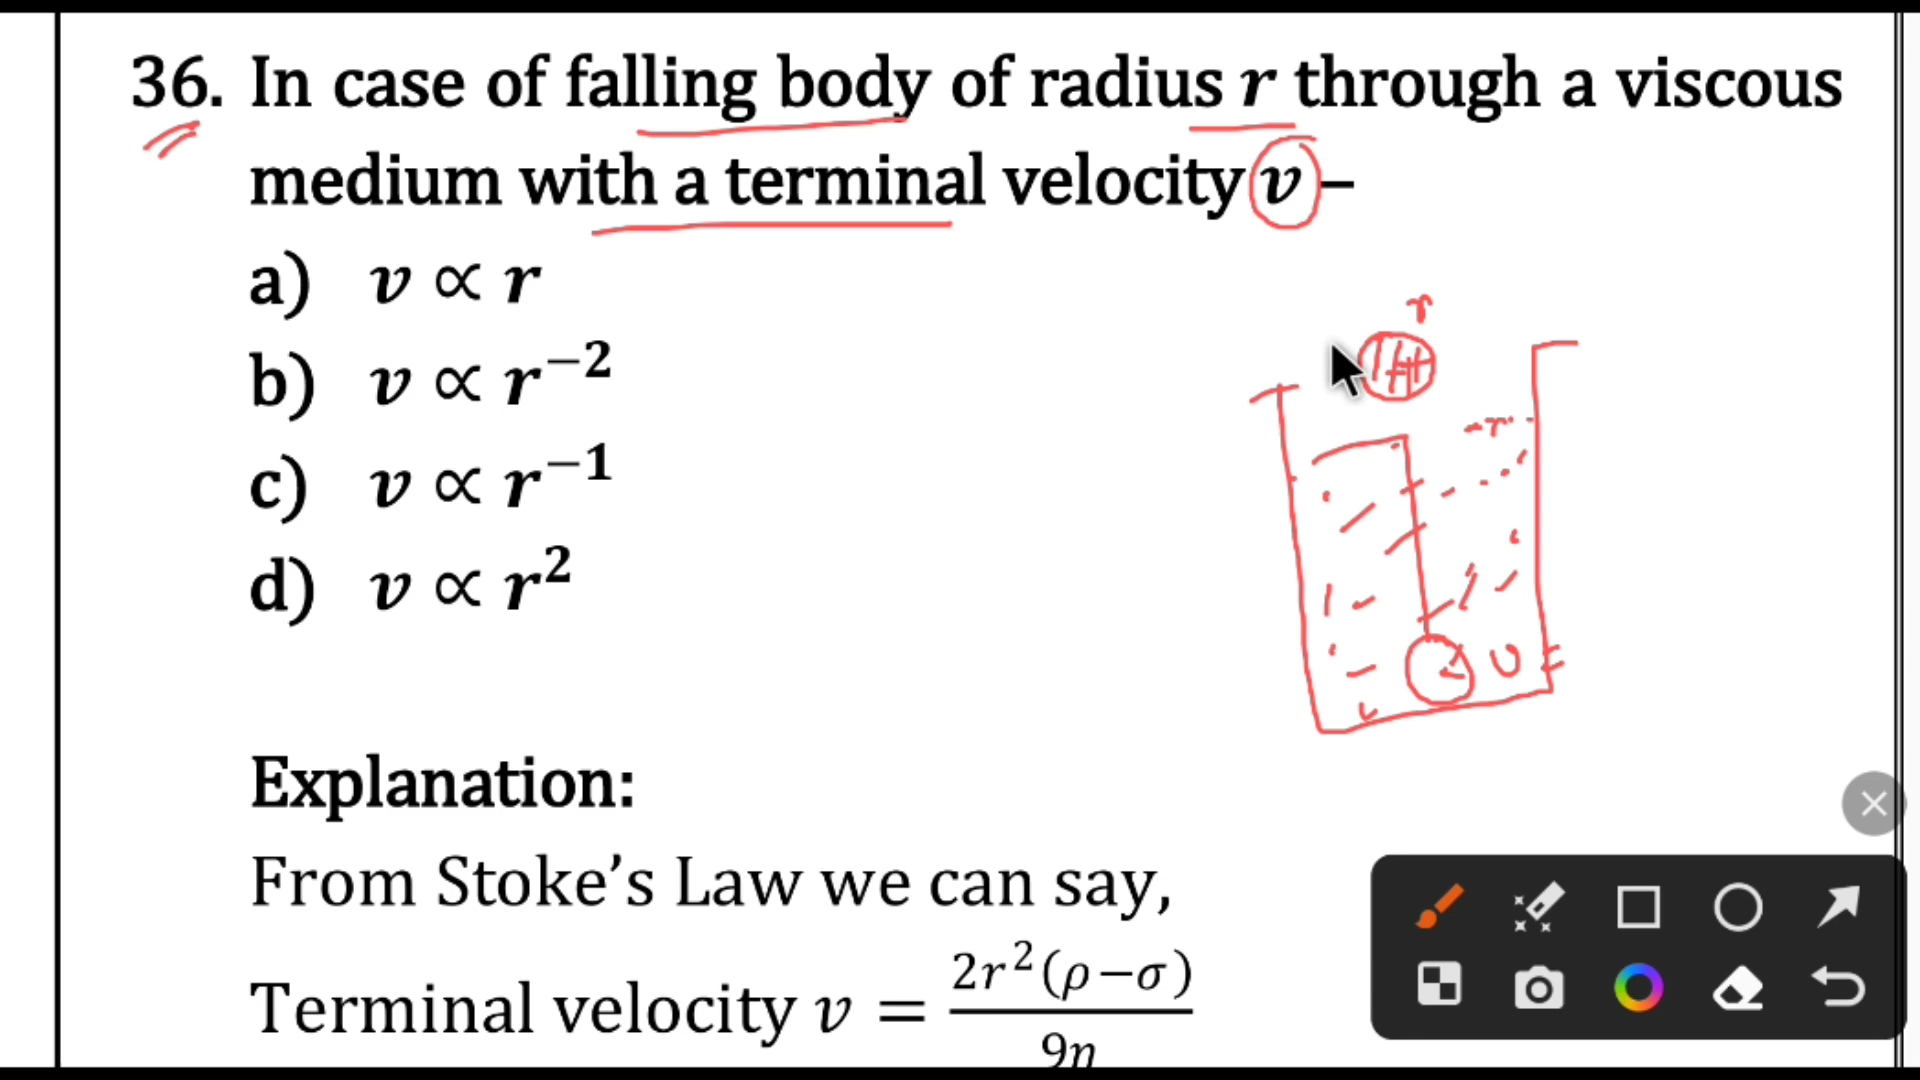 36. In case of falling body of radius r through a viscous
medium with a terminal velocity v –
a) v ∝ r
b) v ∝ r⁻²
c) v ∝ r⁻¹
d) v ∝ r²
r
Explanation:
From Stoke’s Law we can say,
Terminal velocity v = 2r²(ρ−σ) / 9η